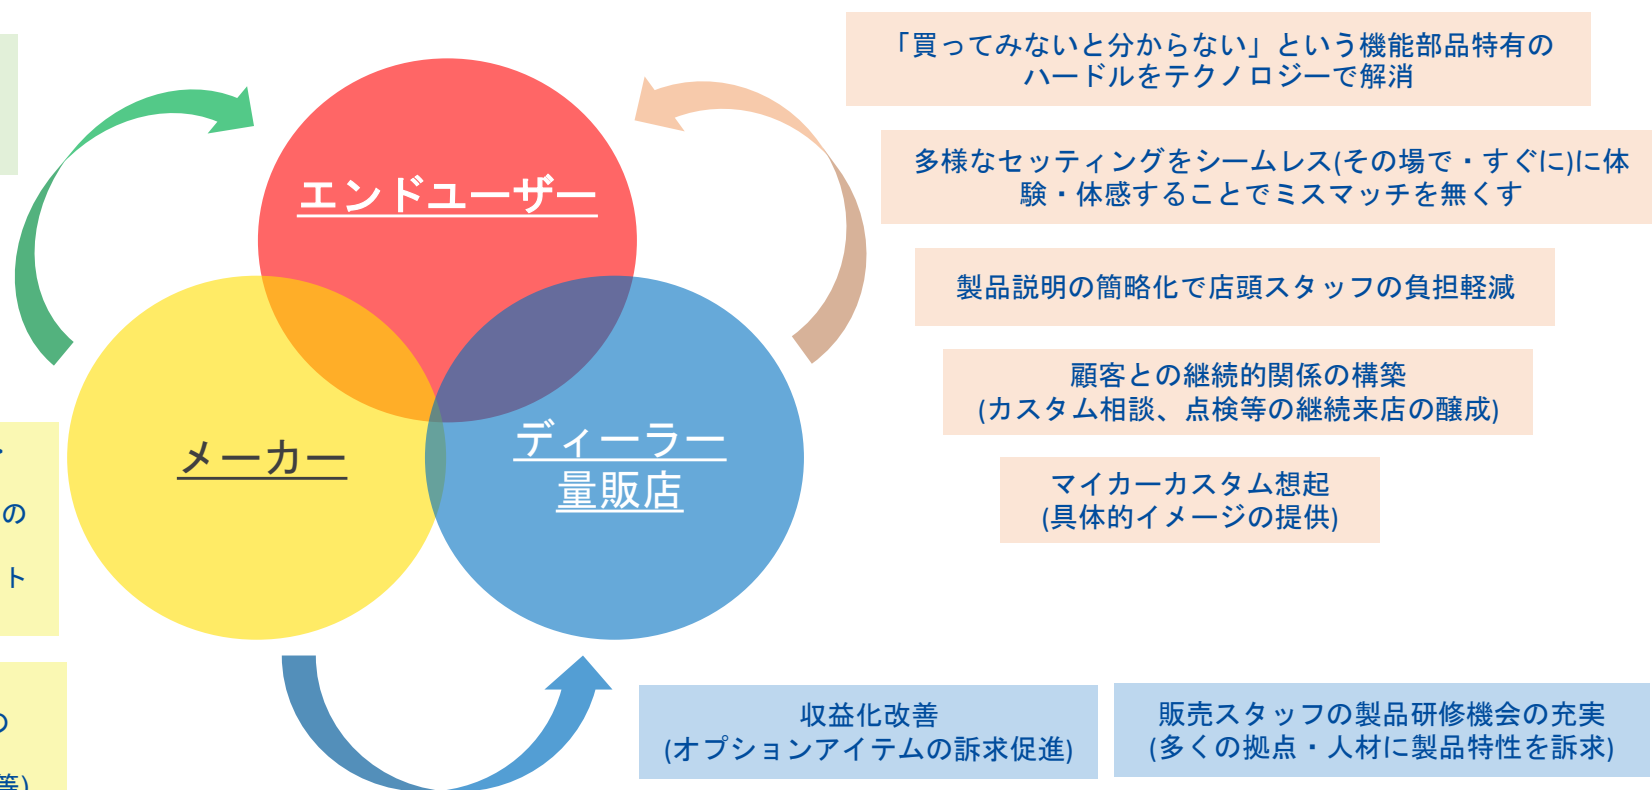 「買ってみないと分からない」という機能部品特有の
ハードルをテクノロジーで解消
多様なセッティングをシームレス(その場で・すぐに)に体
験・体感することでミスマッチを無くす
製品説明の簡略化で店頭スタッフの負担軽減
顧客との継続的関係の構築
(カスタム相談、点検等の継続来店の醸成)
マイカーカスタム想起
(具体的イメージの提供)
エンドユーザー
メーカー
ディーラー
量販店
の
ト
の
等)
収益化改善
(オプションアイテムの訴求促進)
販売スタッフの製品研修機会の充実
(多くの拠点・人材に製品特性を訴求)